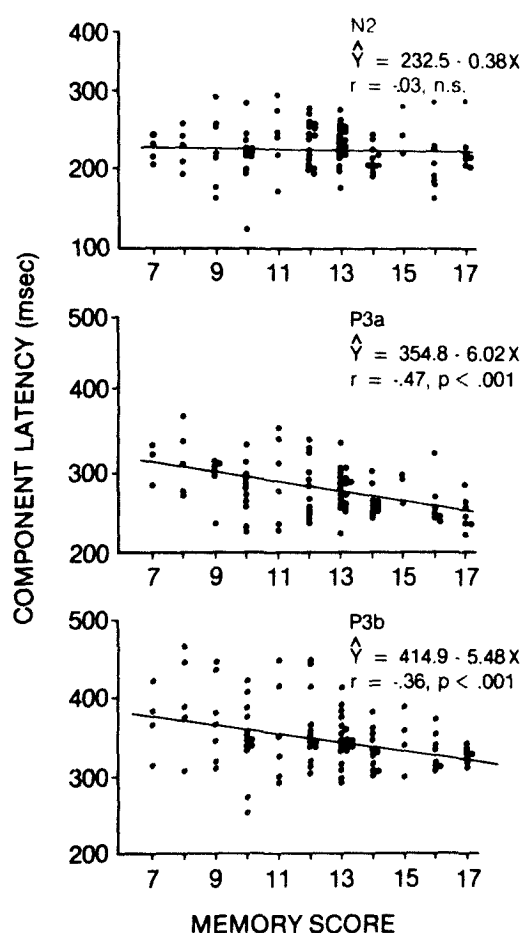 COMPONENT LATENCY (msec)
400
300
200
100
N2
Ŷ = 232.5 - 0.38X
r = -.03, n.s.
7 9 11 13 15 17
500
400
300
200
P3a
Ŷ = 354.8 - 6.02X
r = -.47, p < .001
7 9 11 13 15 17
500
400
300
200
P3b
Ŷ = 414.9 - 5.48X
r = -.36, p < .001
7 9 11 13 15 17
MEMORY SCORE